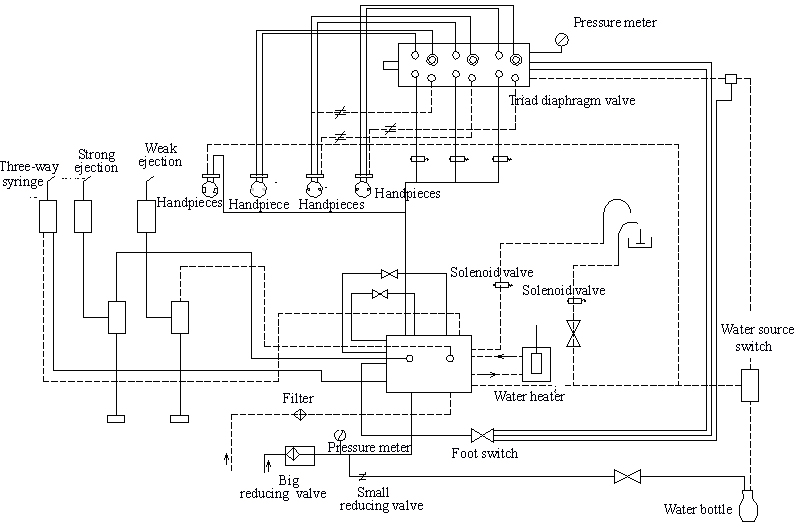 Pressure meter
Triad diaphragm valve
Weak
ejection
Strong
ejection
Three-way
syringe
Handpieces
Handpieces
Handpiece
Handpieces
Solenoid valve
Solenoid valve
Water source
switch
Water heater
Filter
Pressure meter
Foot switch
Big
reducing valve
Small
reducing valve
Water bottle